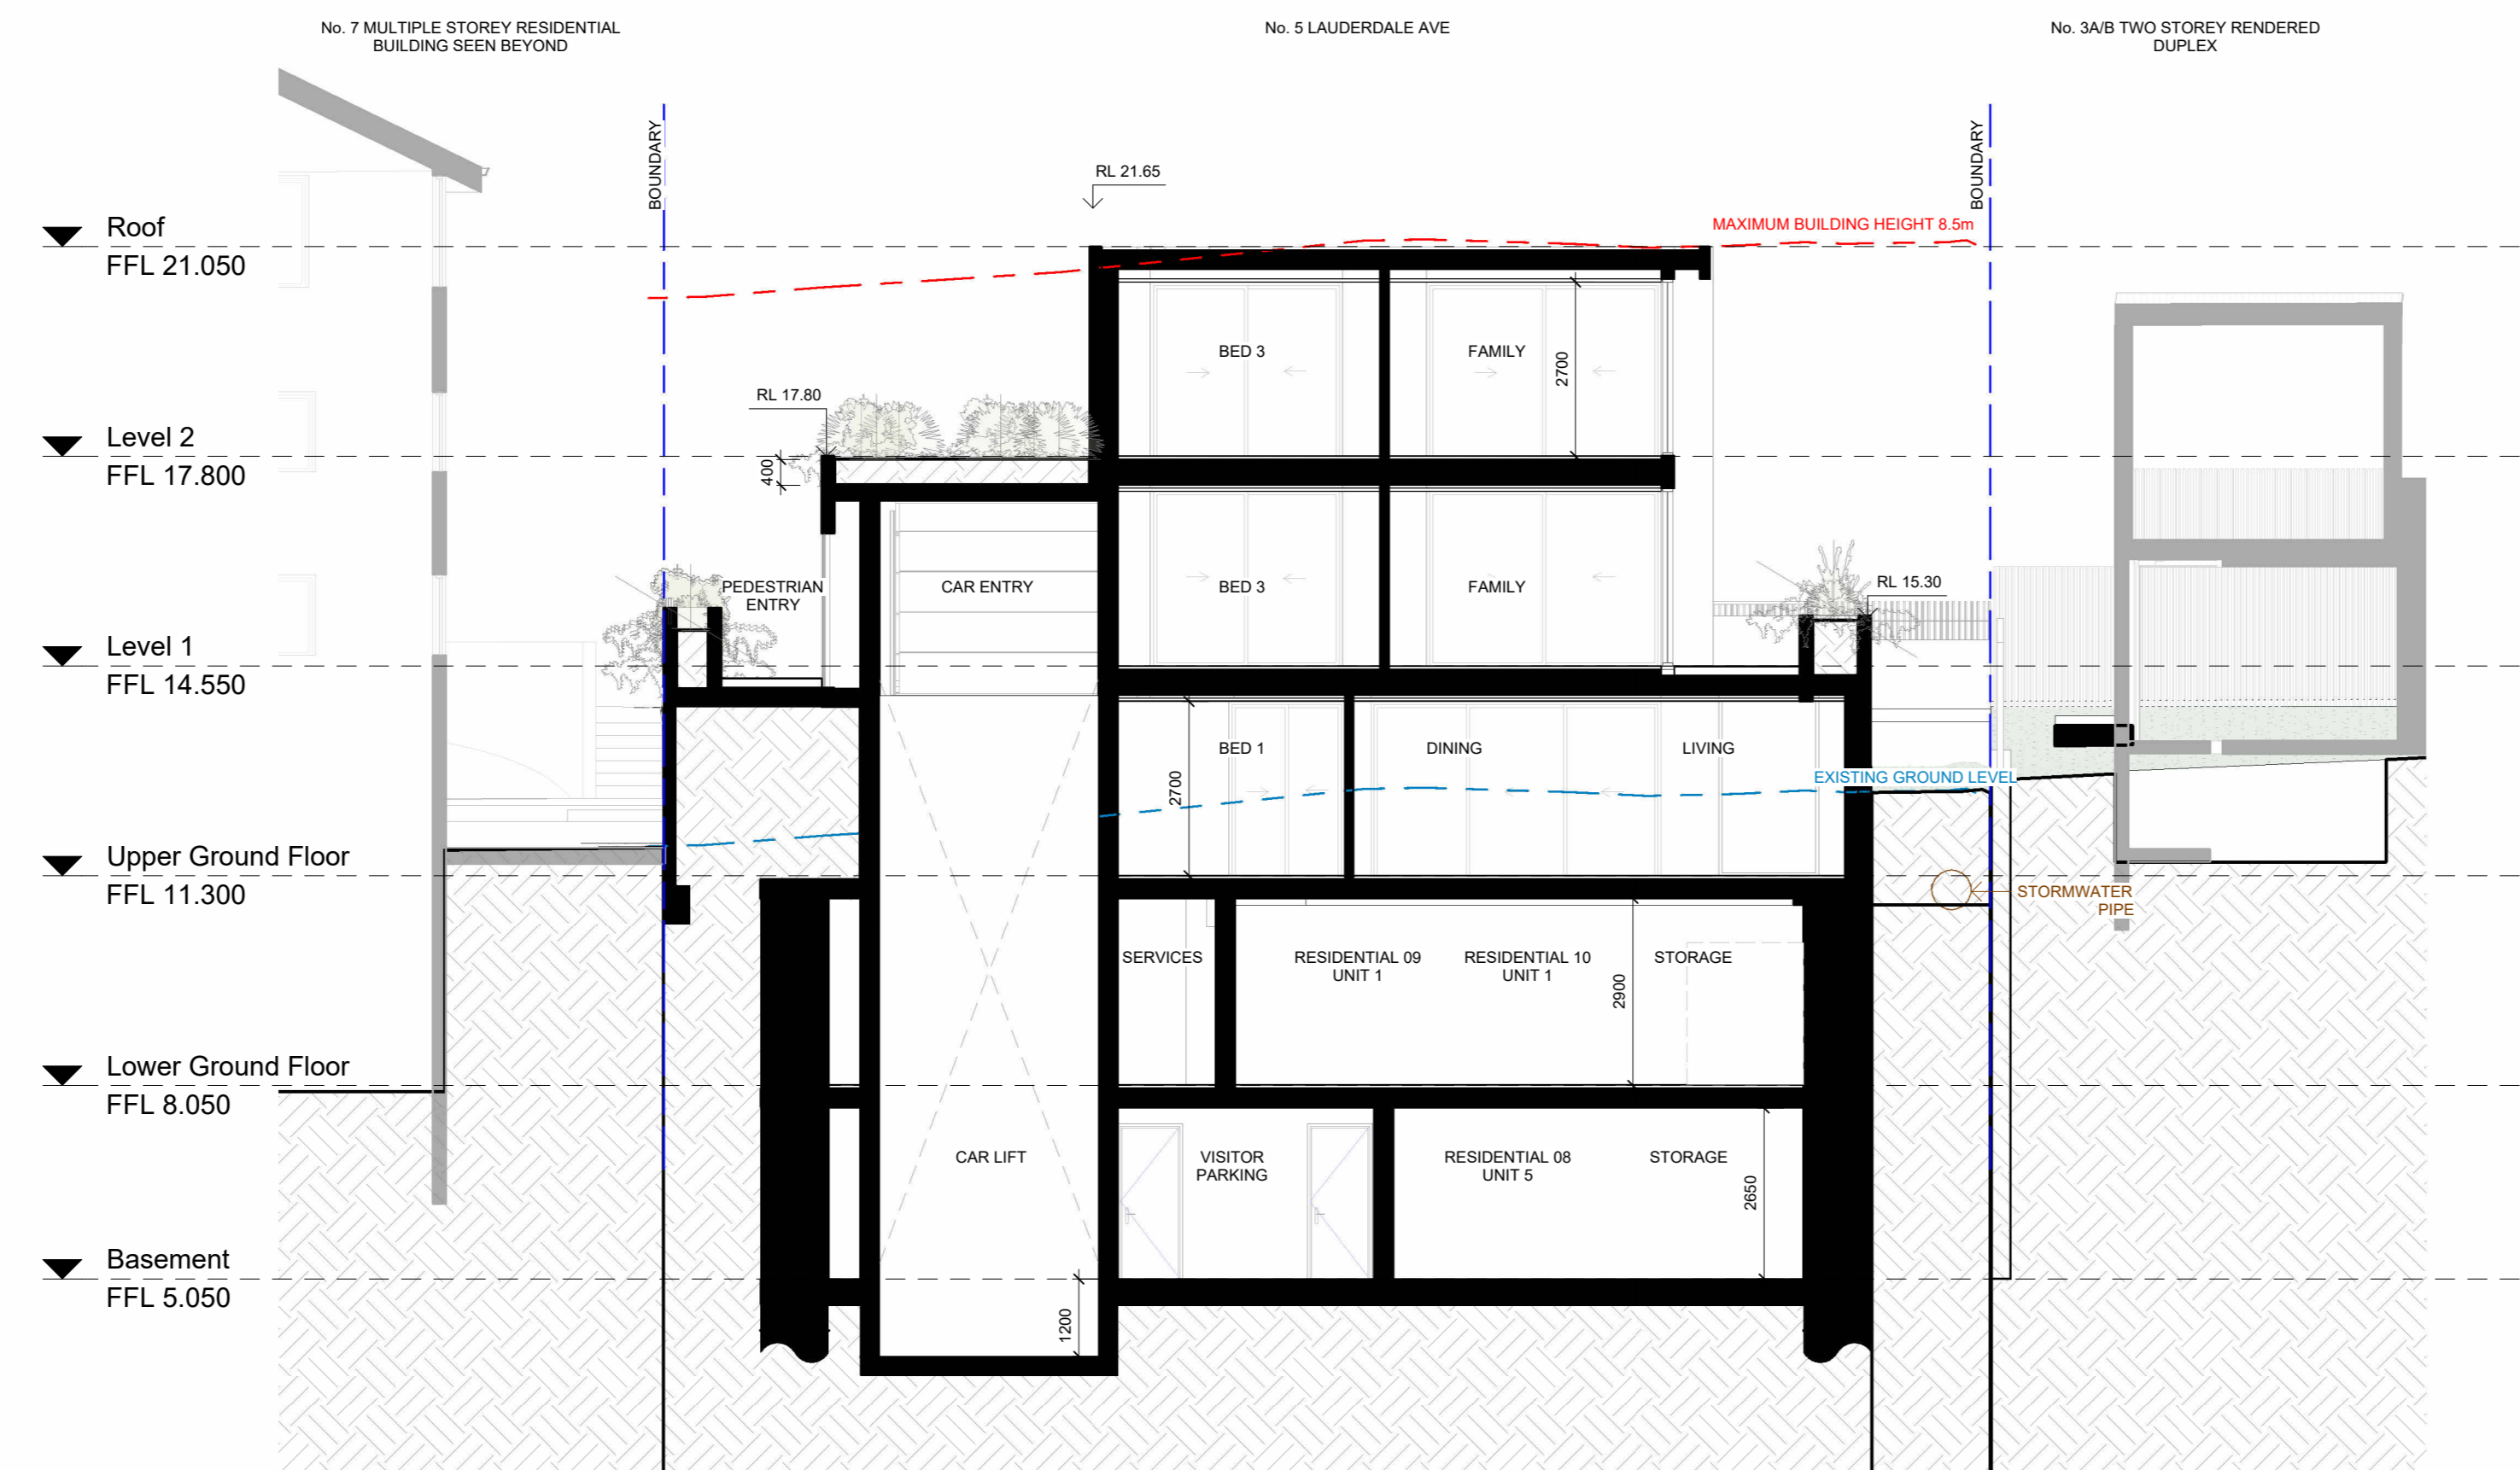 No. 7 MULTIPLE STOREY RESIDENTIAL
BUILDING SEEN BEYOND
No. 5 LAUDERDALE AVE
No. 3A/B TWO STOREY RENDERED
DUPLEX
BOUNDARY
BOUNDARY
RL 21.65
MAXIMUM BUILDING HEIGHT 8.5m
Roof
FFL 21.050
BED 3
FAMILY
2700
RL 17.80
Level 2
FFL 17.800
400
PEDESTRIAN
ENTRY
CAR ENTRY
BED 3
FAMILY
RL 15.30
Level 1
FFL 14.550
BED 1
DINING
LIVING
2700
EXISTING GROUND LEVEL
Upper Ground Floor
FFL 11.300
STORMWATER
PIPE
SERVICES
RESIDENTIAL 09
UNIT 1
RESIDENTIAL 10
UNIT 1
STORAGE
2900
Lower Ground Floor
FFL 8.050
CAR LIFT
VISITOR
PARKING
RESIDENTIAL 08
UNIT 5
STORAGE
2650
Basement
FFL 5.050
1200